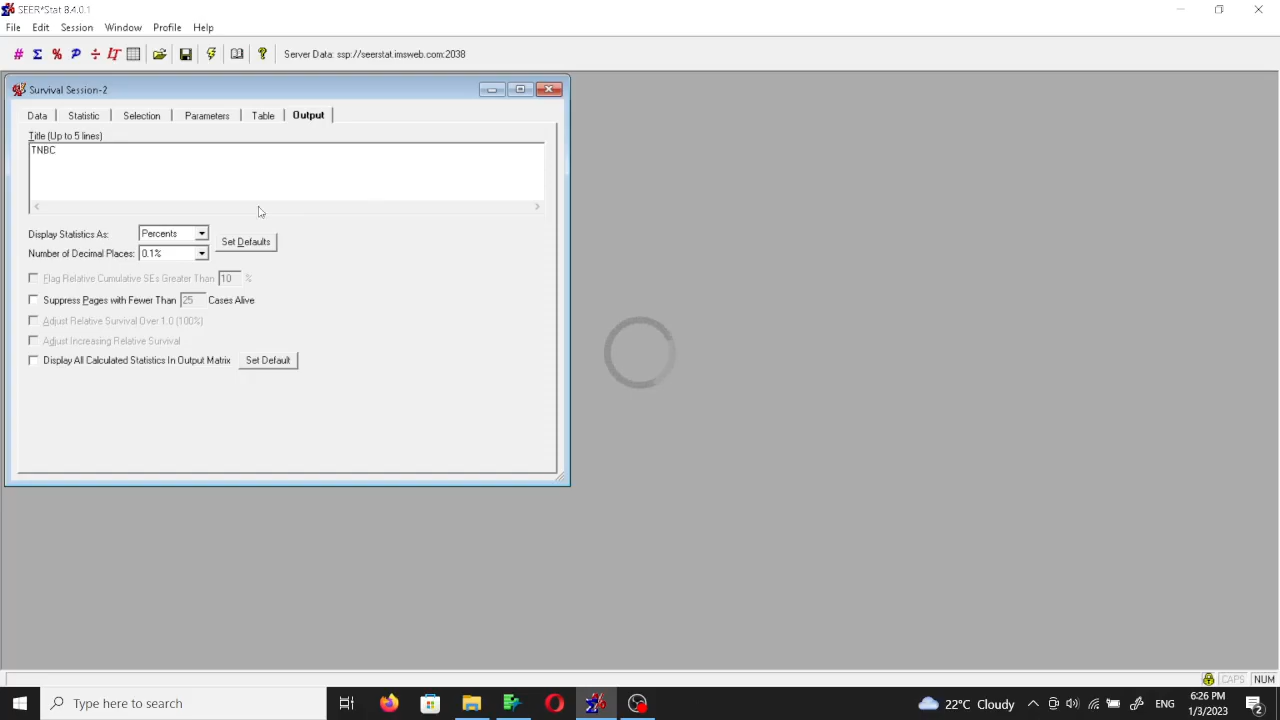 SEER*Stat 8.4.0.1
File Edit Session Window Profile Help
# Σ % P ÷ LT Server Data: ssp://seerstat.imsweb.com:2038
Survival Session-2
Data Statistic Selection Parameters Table Output
Title (Up to 5 lines)
TNBC
Display Statistics As: Percents
Set Defaults
Number of Decimal Places: 0.1%
Flag Relative Cumulative SEs Greater Than 10 %
Suppress Pages with Fewer Than 25 Cases Alive
Adjust Relative Survival Over 1.0 (100%)
Adjust Increasing Relative Survival
Display All Calculated Statistics In Output Matrix Set Default
CAPS NUM
Type here to search
22°C Cloudy
ENG
6:26 PM
1/3/2023
2